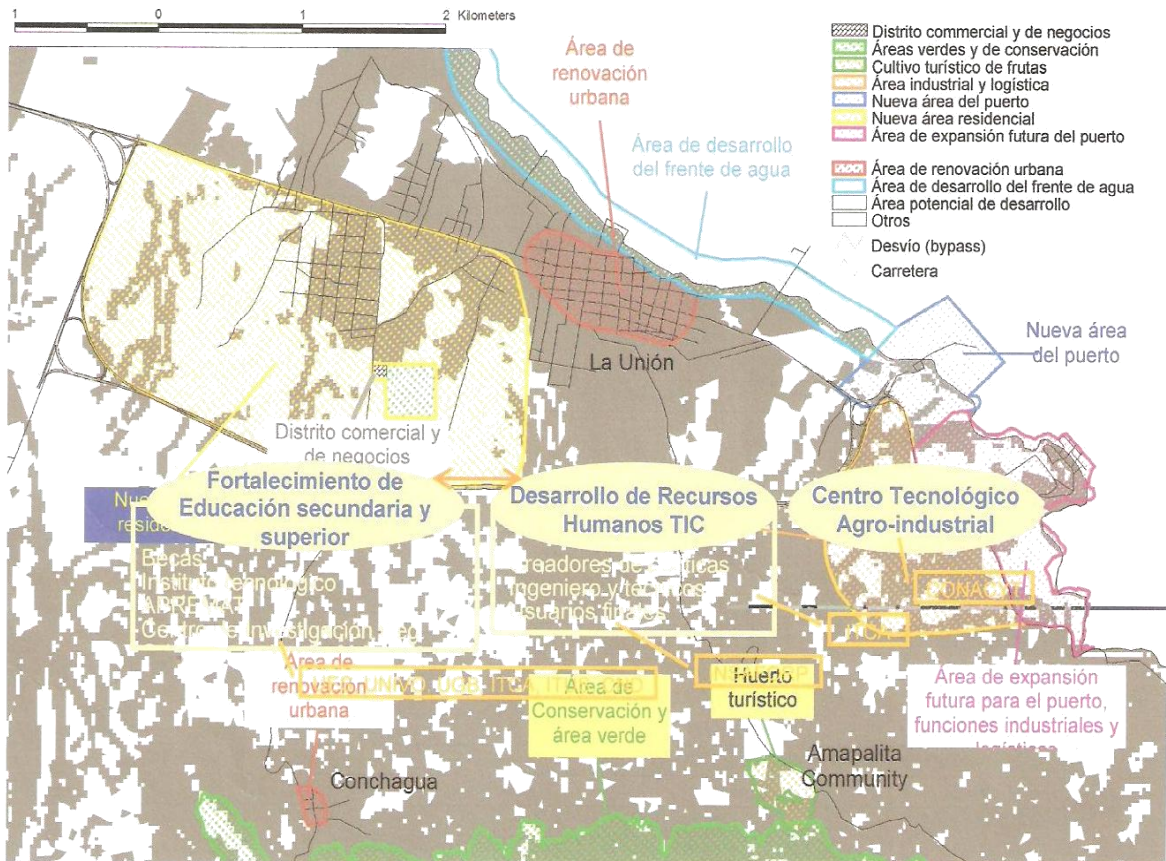 1 0 1 2 Kilometers
Distrito commercial y de negocios
Áreas verdes y de conservación
Cultivo turístico de frutas
Área industrial y logística
Nueva área del puerto
Nueva área residencial
Área de expansión futura del puerto
Área de renovación urbana
Área de desarrollo del frente de agua
Área potencial de desarrollo
Otros
Desvío (bypass)
Carretera
Área de
renovación
urbana
Área de desarrollo
del frente de agua
Nueva área
del puerto
La Unión
Distrito comercial y
de negocios
Fortalecimiento de
Educación secundaria y
superior
Desarrollo de Recursos
Humanos TIC
Centro Tecnológico
Agro-industrial
Becas
Instituto tecnológico
Centro de Investigación
Ingeniero y técnicos
Usuarios finales
ITCA
UES, UNIVO, UGB, ITCA,
Área de
renovación
urbana
Área de
Conservación y
área verde
Huerto
turístico
Área de expansión
futura para el puerto,
funciones industriales y
logísticas
Conchagua
Amapalita
Community